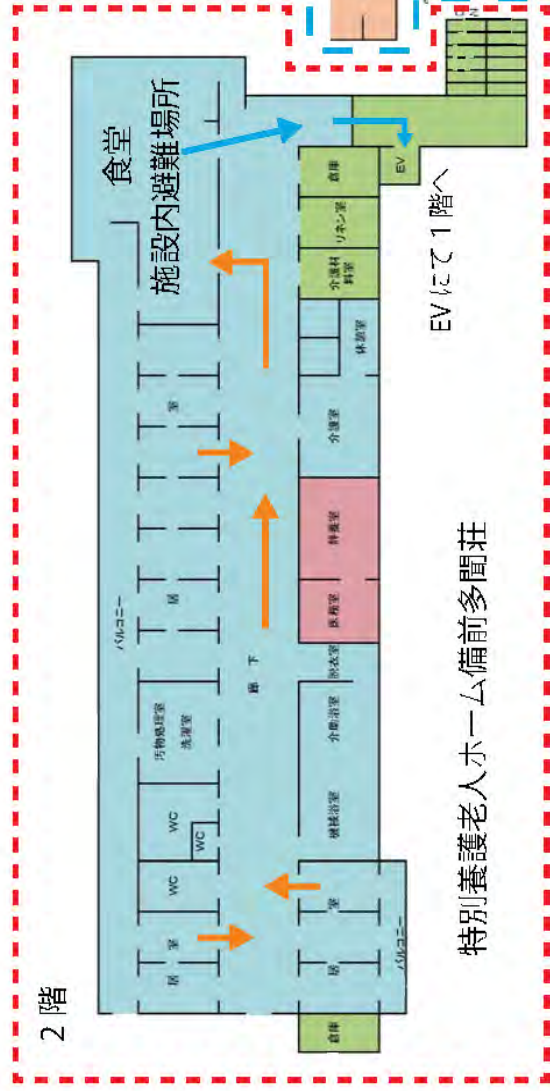 2階
食堂
施設内避難場所
バルコニー
居
室
WC
WC
WC
汚物処理室
洗濯室
居
室
廊
下
倉庫
居
室
バルコニー
機械浴室
介助浴室
脱衣室
医務室
静養室
介護室
休憩室
介護材
料室
リネン室
倉庫
EV
EVにて1階へ
特別養護老人ホーム備前多聞荘